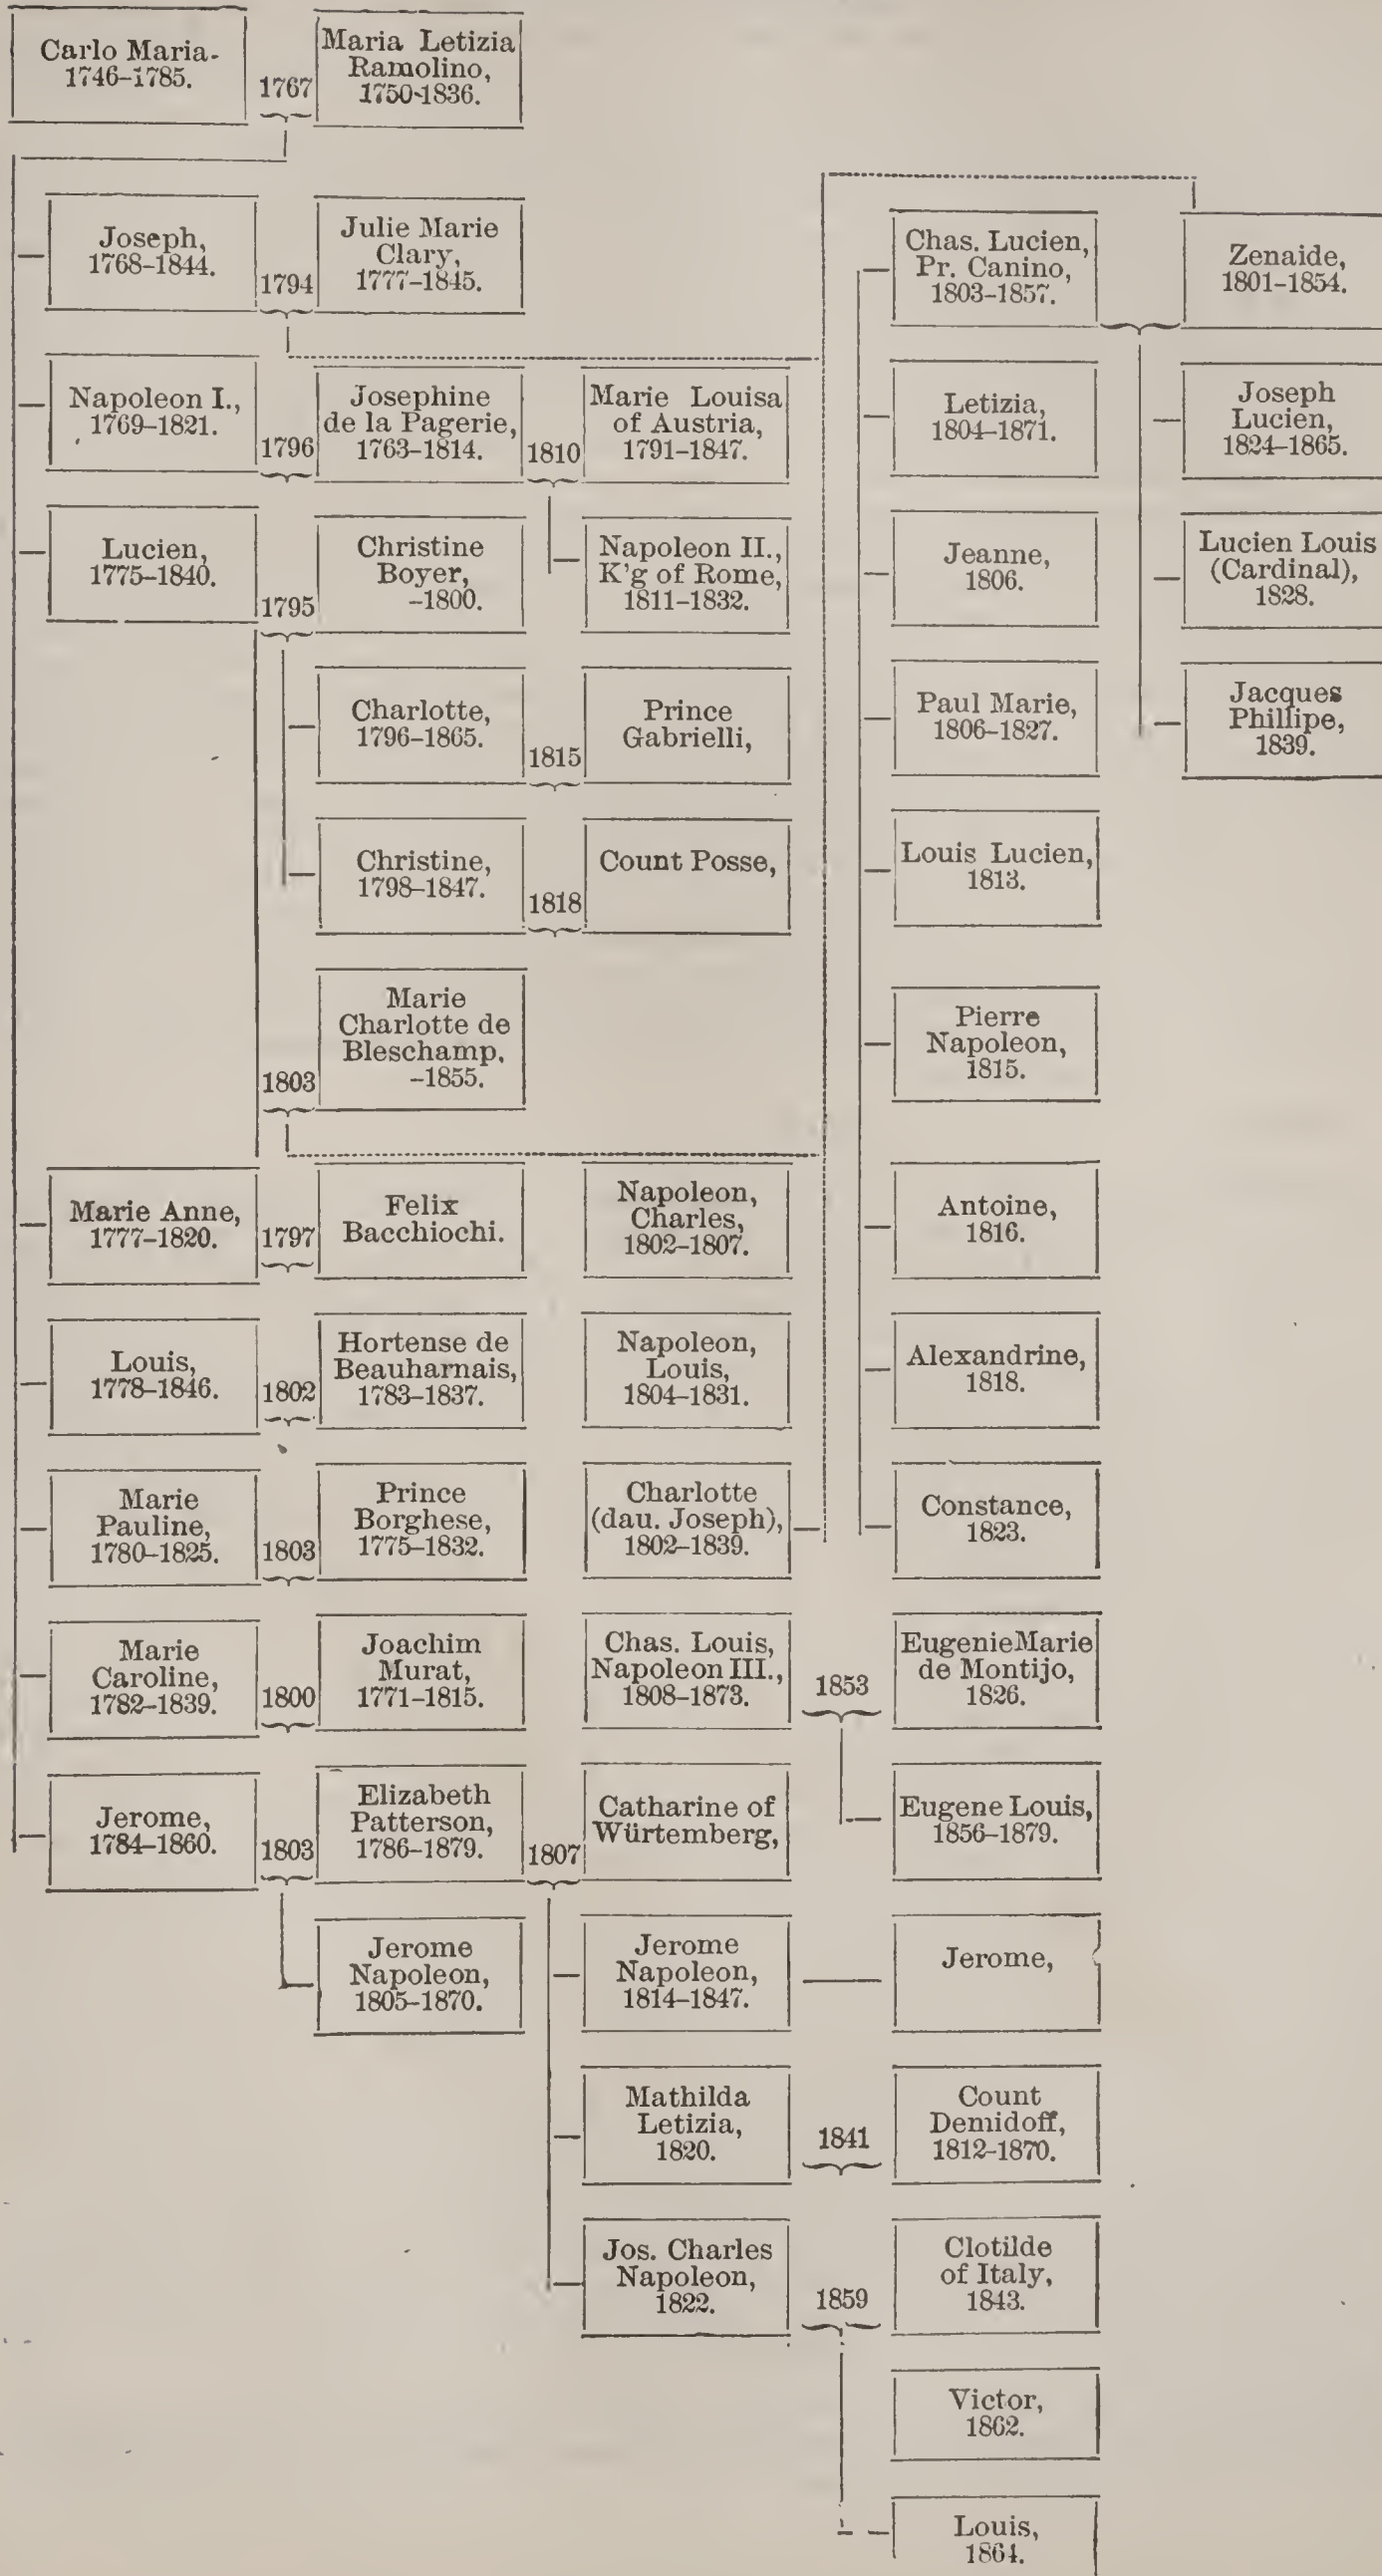 Carlo Maria-
1746–1785.
1767
Maria Letizia
Ramolino,
1750-1836.
Joseph,
1768–1844.
1794
Julie Marie
Clary,
1777–1845.
Chas. Lucien,
Pr. Canino,
1803–1857.
Zenaide,
1801–1854.
Napoleon I.,
1769–1821.
1796
Josephine
de la Pagerie,
1763–1814.
1810
Marie Louisa
of Austria,
1791–1847.
Letizia,
1804–1871.
Joseph
Lucien,
1824–1865.
Lucien,
1775–1840.
1795
Christine
Boyer,
–1800.
Napoleon II.,
K'g of Rome,
1811–1832.
Jeanne,
1806.
Lucien Louis
(Cardinal),
1828.
Charlotte,
1796–1865.
1815
Prince
Gabrielli,
Paul Marie,
1806–1827.
Jacques
Phillipe,
1839.
Christine,
1798–1847.
1818
Count Posse,
Louis Lucien,
1813.
1803
Marie
Charlotte de
Bleschamp,
–1855.
Pierre
Napoleon,
1815.
Marie Anne,
1777–1820.
1797
Felix
Bacchiochi.
Napoleon,
Charles,
1802–1807.
Antoine,
1816.
Louis,
1778–1846.
1802
Hortense de
Beauharnais,
1783–1837.
Napoleon,
Louis,
1804–1831.
Alexandrine,
1818.
Marie
Pauline,
1780–1825.
1803
Prince
Borghese,
1775–1832.
Charlotte
(dau. Joseph),
1802–1839.
Constance,
1823.
Marie
Caroline,
1782–1839.
1800
Joachim
Murat,
1771–1815.
Chas. Louis,
Napoleon III.,
1808–1873.
1853
Eugenie Marie
de Montijo,
1826.
Jerome,
1784–1860.
1803
Elizabeth
Patterson,
1786–1879.
1807
Catharine of
Würtemberg,
Eugene Louis,
1856–1879.
Jerome
Napoleon,
1805–1870.
Jerome
Napoleon,
1814–1847.
Jerome,
Mathilda
Letizia,
1820.
1841
Count
Demidoff,
1812–1870.
Jos. Charles
Napoleon,
1822.
1859
Clotilde
of Italy,
1843.
Victor,
1862.
Louis,
1864.